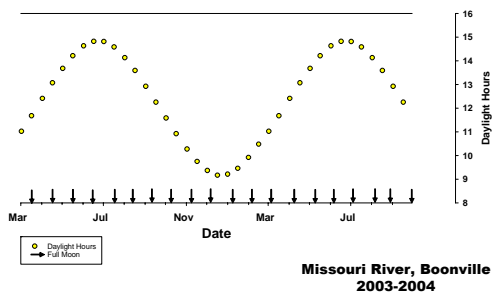 16
15
14
13
12
11
10
9
8
Daylight Hours
Mar Jul Nov Mar Jul
Date
Daylight Hours
Full Moon
Missouri River, Boonville
2003-2004